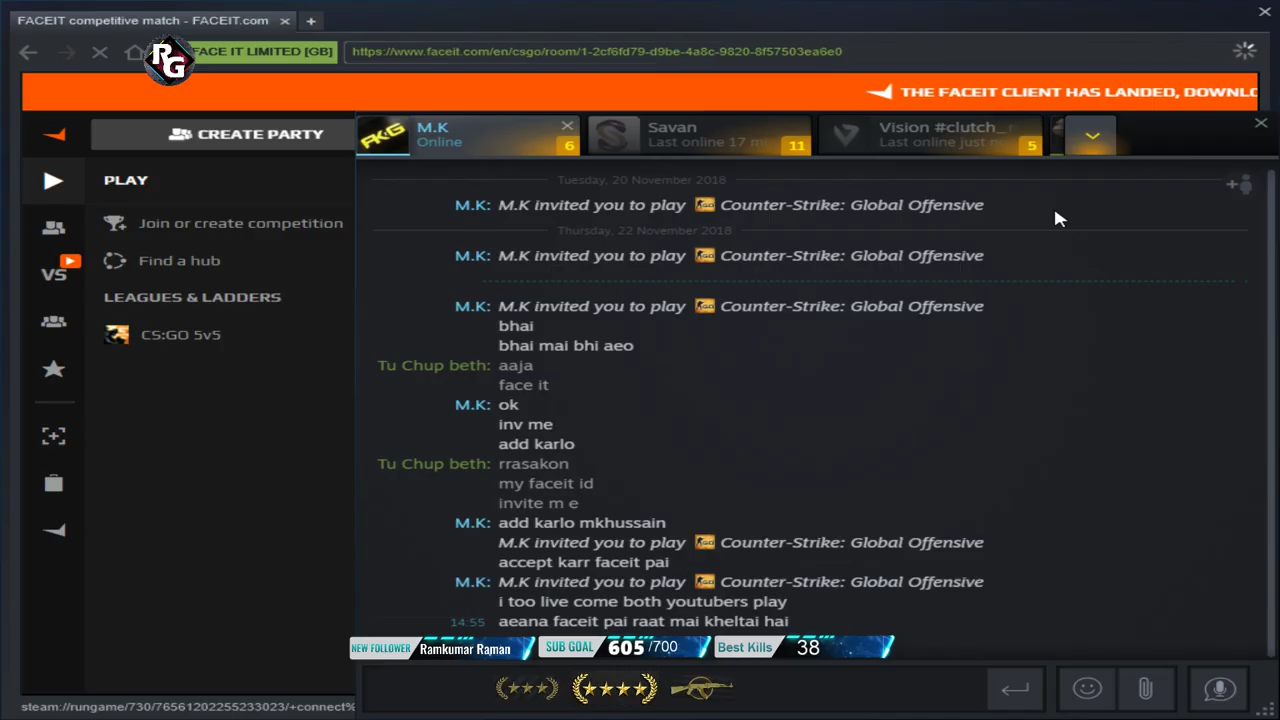 FACEIT competitive match - FACEIT.com
FACE IT LIMITED [GB]
https://www.faceit.com/en/csgo/room/1-2cf6fd79-d9be-4a8c-9820-8f57503ea6e0
RG
THE FACEIT CLIENT HAS LANDED, DOWNLO
CREATE PARTY
PLAY
Join or create competition
Find a hub
LEAGUES & LADDERS
CS:GO 5v5
VS
M.K
Online
6
Savan
Last online 17 m
11
Vision #clutch_
Last online just n
5
Tuesday, 20 November 2018
M.K: M.K invited you to play Counter-Strike: Global Offensive
Thursday, 22 November 2018
M.K: M.K invited you to play Counter-Strike: Global Offensive
M.K: M.K invited you to play Counter-Strike: Global Offensive
bhai
bhai mai bhi aeo
Tu Chup beth: aaja
face it
M.K: ok
inv me
add karlo
Tu Chup beth: rrasakon
my faceit id
invite m e
M.K: add karlo mkhussain
M.K invited you to play Counter-Strike: Global Offensive
accept karr faceit pai
M.K: M.K invited you to play Counter-Strike: Global Offensive
i too live come both youtubers play
14:55 aeana faceit pai raat mai kheltai hai
NEW FOLLOWER Ramkumar Raman
SUB GOAL 605 /700
Best Kills 38
steam://rungame/730/76561202255233023/+connect%